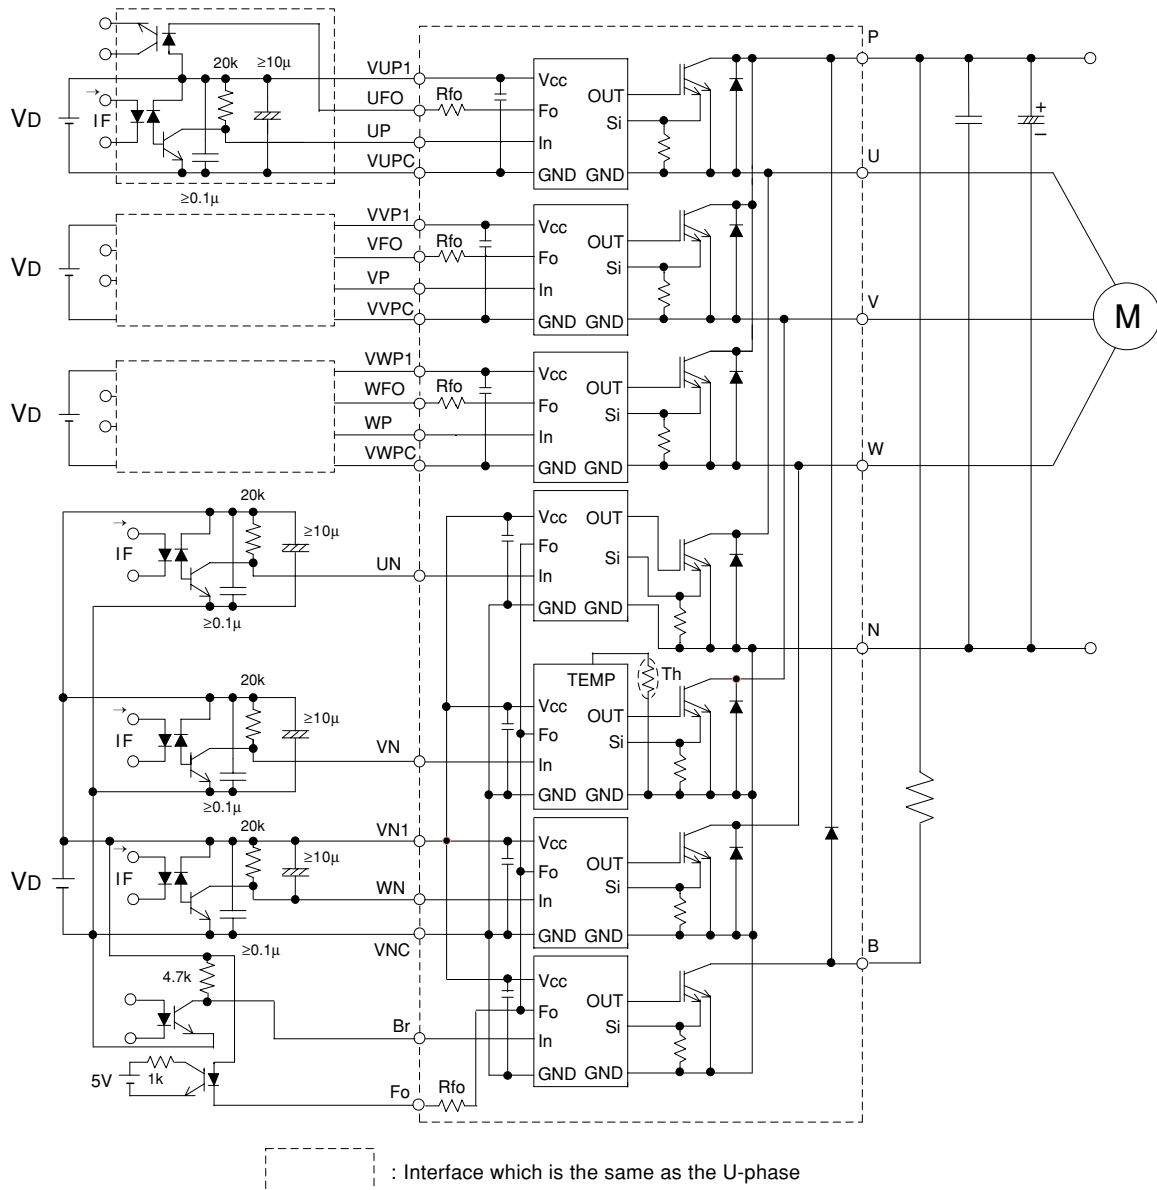 P
20k
≥10μ
VUP1
Vcc
OUT
VD
IF
UFO
Rfo
Fo
Si
+
–
UP
In
U
VUPC
GND GND
≥0.1μ
VVP1
Vcc
OUT
VD
VFO
Rfo
Fo
Si
VP
In
V
VVPC
GND GND
M
VWP1
Vcc
OUT
VD
WFO
Rfo
Fo
Si
WP
In
W
VWPC
GND GND
20k
≥10μ
Vcc
OUT
IF
Fo
Si
UN
In
GND GND
≥0.1μ
N
TEMP
Th
20k
≥10μ
Vcc
OUT
IF
Fo
Si
VN
In
GND GND
≥0.1μ
20k
VN1
Vcc
≥10μ
OUT
VD
IF
Fo
Si
WN
In
GND GND
VNC
≥0.1μ
B
4.7k
Vcc
OUT
Fo
Si
Br
In
5V
1k
GND GND
Fo
Rfo
: Interface which is the same as the U-phase